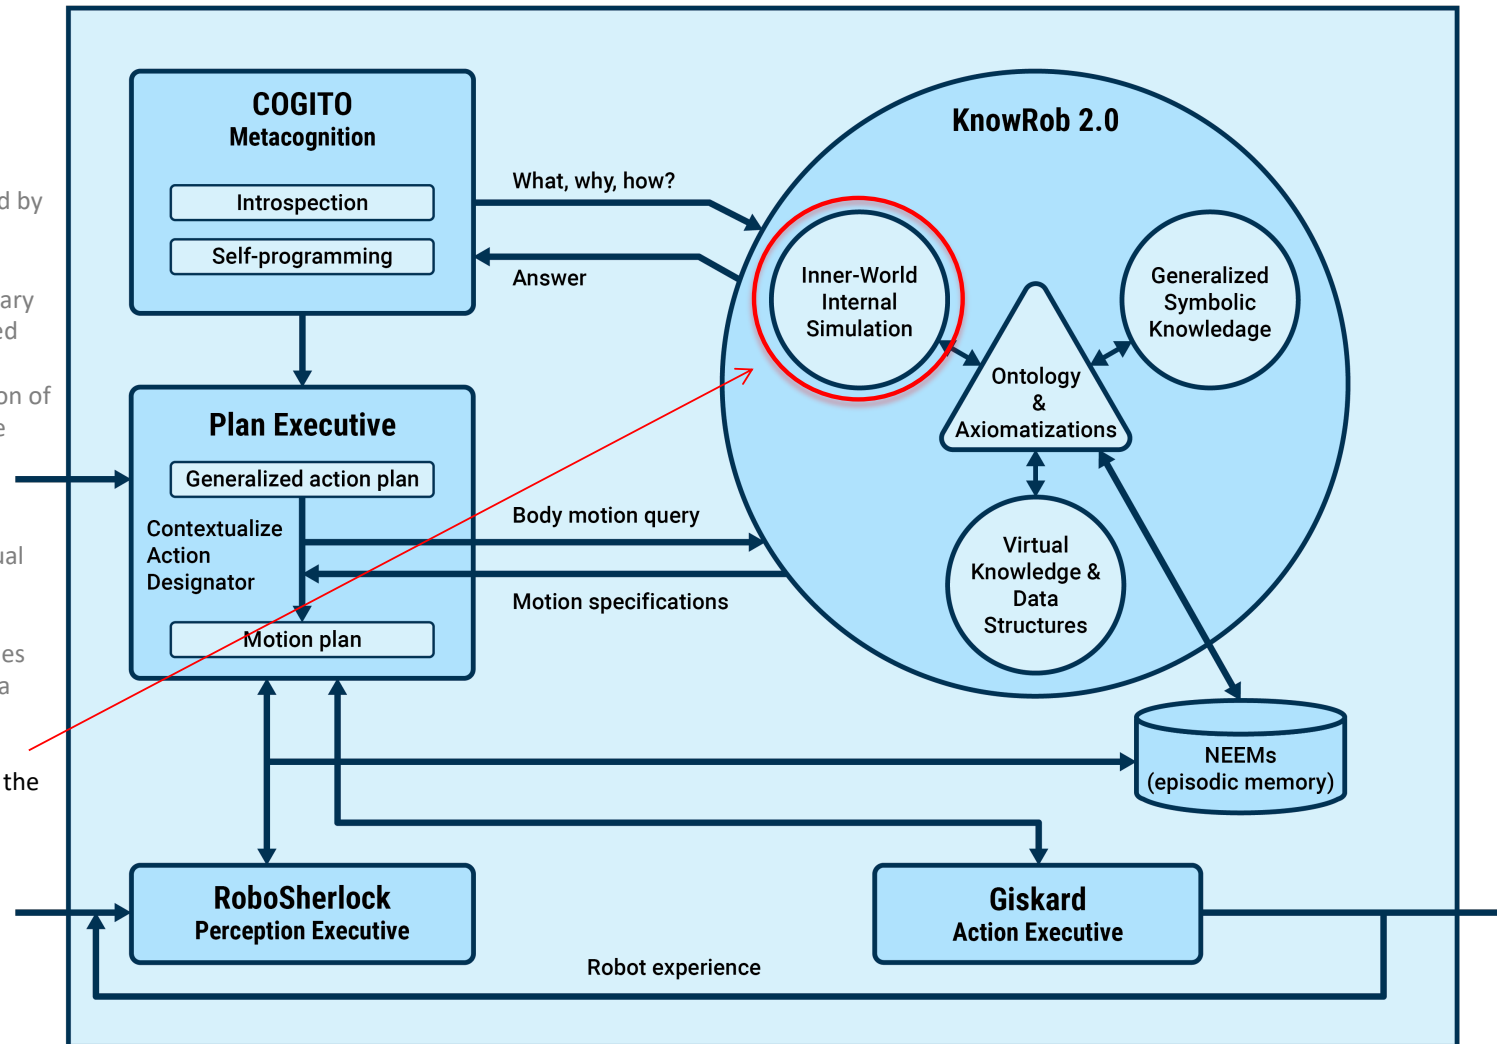 COGITO
Metacognition
Introspection
Self-programming
What, why, how?
Answer
KnowRob 2.0
Inner-World
Internal
Simulation
Generalized
Symbolic
Knowledage
Ontology
&
Axiomatizations
Virtual
Knowledge &
Data
Structures
Plan Executive
Generalized action plan
Contextualize
Action
Designator
Motion plan
Body motion query
Motion specifications
NEEMs
(episodic memory)
RoboSherlock
Perception Executive
Giskard
Action Executive
Robot experience
d by
ary
ed
on of
e
ual
es
a
the